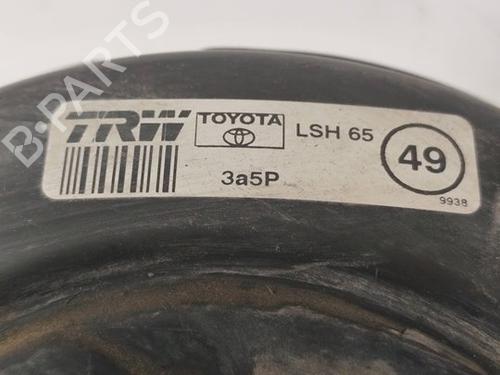 B-PARTS
TRW
TOYOTA
LSH 65
49
3a5P
9938